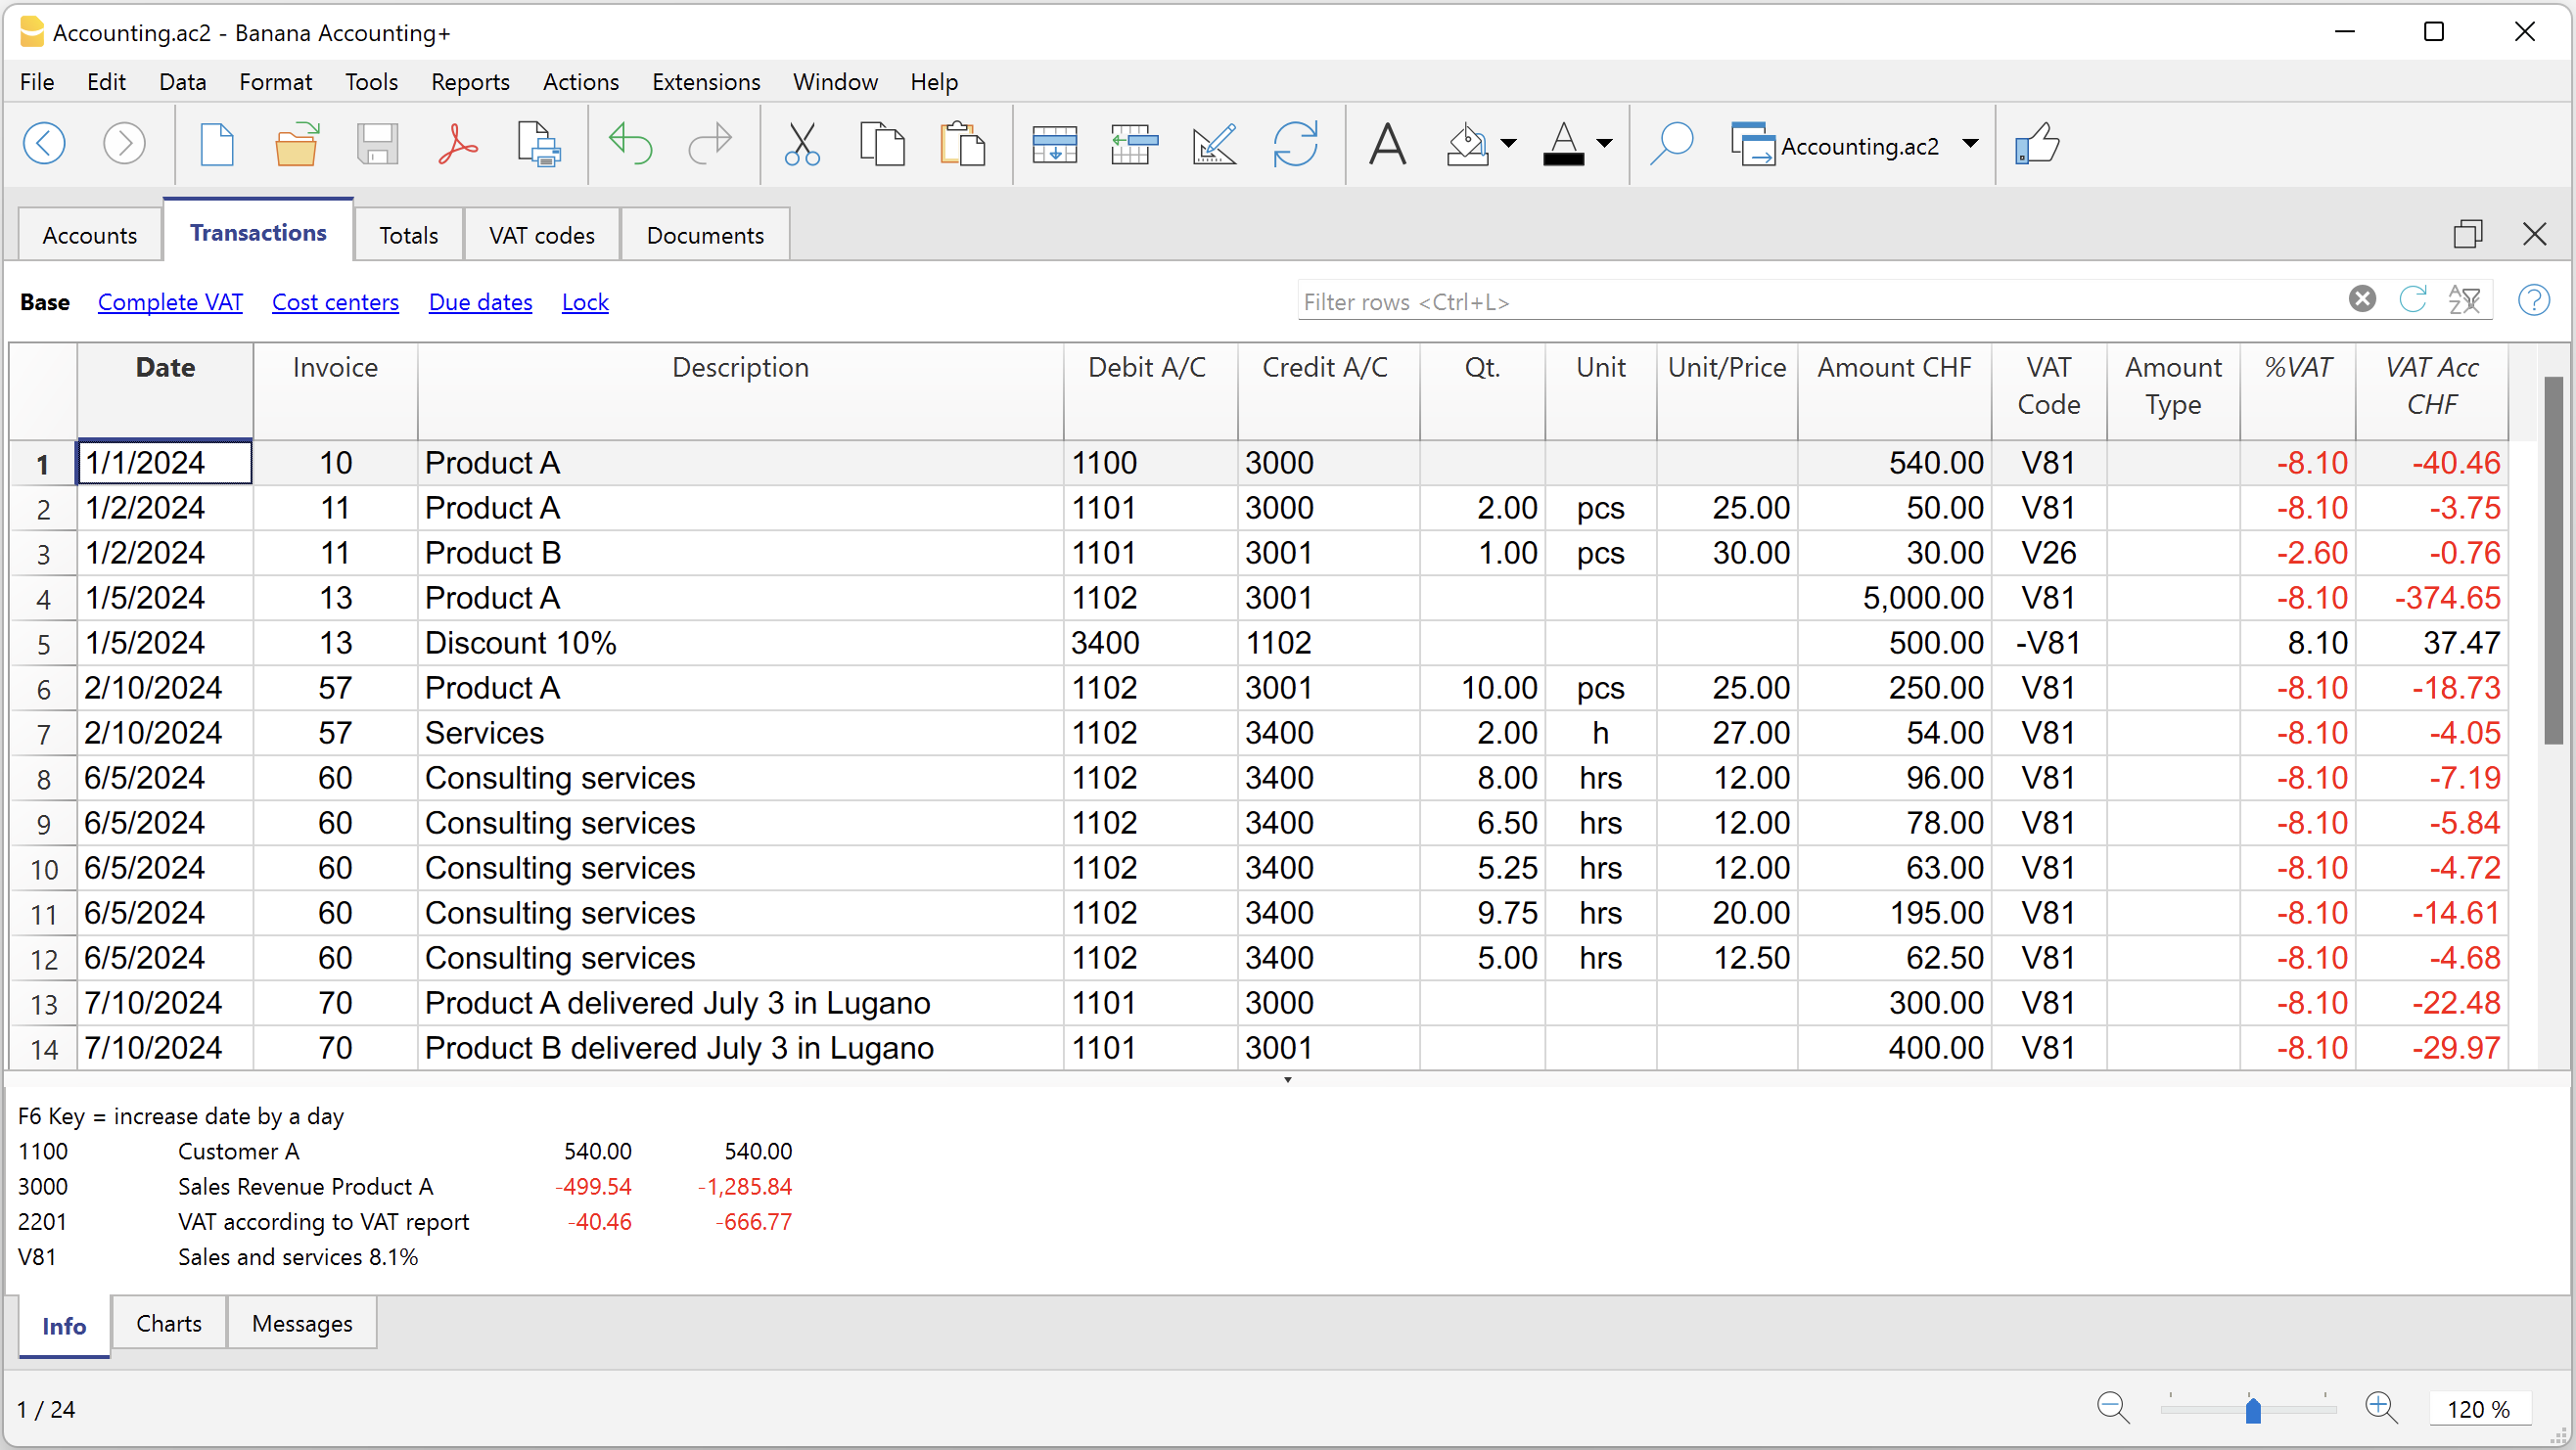 Accounting.ac2 - Banana Accounting+
File Edit Data Format Tools Reports Actions Extensions Window Help
Accounting.ac2
Accounts Transactions Totals VAT codes Documents
Base Complete VAT Cost centers Due dates Lock Filter rows <Ctrl+L>
Date Invoice Description Debit A/C Credit A/C Qt. Unit Unit/Price Amount CHF VAT Code Amount Type %VAT VAT Acc CHF
1 1/1/2024 10 Product A 1100 3000 540.00 V81 -8.10 -40.46
2 1/2/2024 11 Product A 1101 3000 2.00 pcs 25.00 50.00 V81 -8.10 -3.75
3 1/2/2024 11 Product B 1101 3001 1.00 pcs 30.00 30.00 V26 -2.60 -0.76
4 1/5/2024 13 Product A 1102 3001 5,000.00 V81 -8.10 -374.65
5 1/5/2024 13 Discount 10% 3400 1102 500.00 -V81 8.10 37.47
6 2/10/2024 57 Product A 1102 3001 10.00 pcs 25.00 250.00 V81 -8.10 -18.73
7 2/10/2024 57 Services 1102 3400 2.00 h 27.00 54.00 V81 -8.10 -4.05
8 6/5/2024 60 Consulting services 1102 3400 8.00 hrs 12.00 96.00 V81 -8.10 -7.19
9 6/5/2024 60 Consulting services 1102 3400 6.50 hrs 12.00 78.00 V81 -8.10 -5.84
10 6/5/2024 60 Consulting services 1102 3400 5.25 hrs 12.00 63.00 V81 -8.10 -4.72
11 6/5/2024 60 Consulting services 1102 3400 9.75 hrs 20.00 195.00 V81 -8.10 -14.61
12 6/5/2024 60 Consulting services 1102 3400 5.00 hrs 12.50 62.50 V81 -8.10 -4.68
13 7/10/2024 70 Product A delivered July 3 in Lugano 1101 3000 300.00 V81 -8.10 -22.48
14 7/10/2024 70 Product B delivered July 3 in Lugano 1101 3001 400.00 V81 -8.10 -29.97
F6 Key = increase date by a day
1100 Customer A 540.00 540.00
3000 Sales Revenue Product A -499.54 -1,285.84
2201 VAT according to VAT report -40.46 -666.77
V81 Sales and services 8.1%
Info Charts Messages
1 / 24 120 %